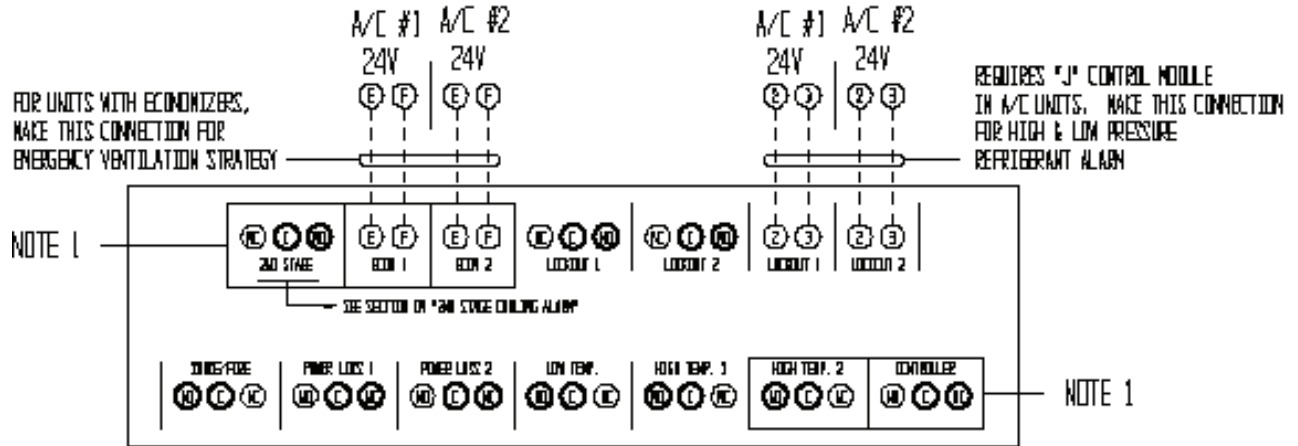 A/C #1 A/C #2
24V 24V
E F E F
FOR UNITS WITH ECONOMIZERS,
MAKE THIS CONNECTION FOR
EMERGENCY VENTILATION STRATEGY
A/C #1 A/C #2
24V 24V
2 3 2 3
REQUIRES "J" CONTROL MODULE
IN A/C UNITS. MAKE THIS CONNECTION
FOR HIGH & LOW PRESSURE
REFRIGERANT ALARM
NOTE 1
NC C NO E F E F NC C NO NC C NO 2 3 2 3
2ND STAGE ECON 1 ECON 2 LOCKOUT 1 LOCKOUT 2 LOCKOUT 1 LOCKOUT 2
SEE SECTION ON "2ND STAGE COOLING ALARM"
SMOKE/FIRE POWER LOSS 1 POWER LOSS 2 LOW TEMP. HIGH TEMP. 1 HIGH TEMP. 2 CONTROLLER
NO C NC NO C NC NO C NC NO C NC NO C NC NO C NC NO C NC
NOTE 1